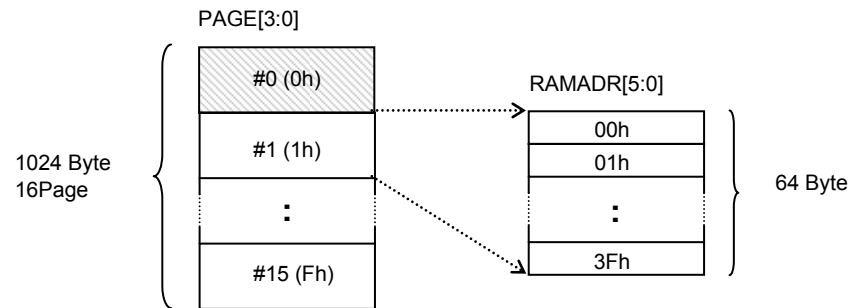 PAGE[3:0]
#0 (0h)
#1 (1h)
:
#15 (Fh)
1024 Byte
16Page
RAMADR[5:0]
00h
01h
:
3Fh
64 Byte